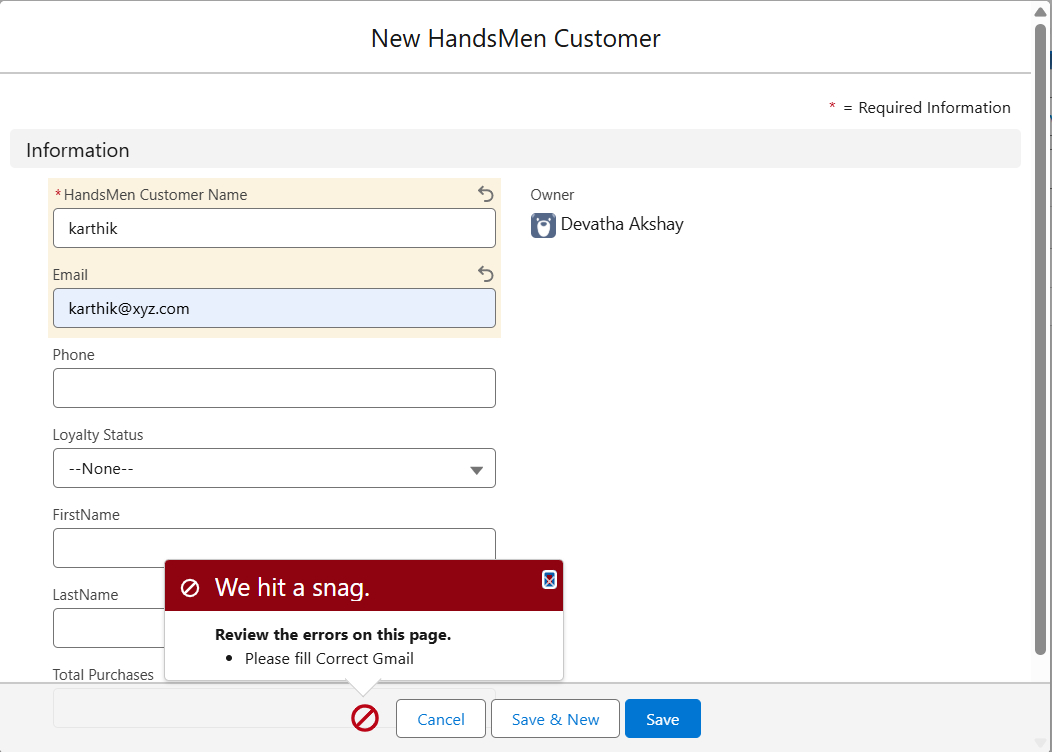 New HandsMen Customer
* = Required Information
Information
*HandsMen Customer Name
karthik
Owner
Devatha Akshay
Email
karthik@xyz.com
Phone
Loyalty Status
--None--
FirstName
LastName
Total Purchases
We hit a snag.
Review the errors on this page.
• Please fill Correct Gmail
Cancel
Save & New
Save